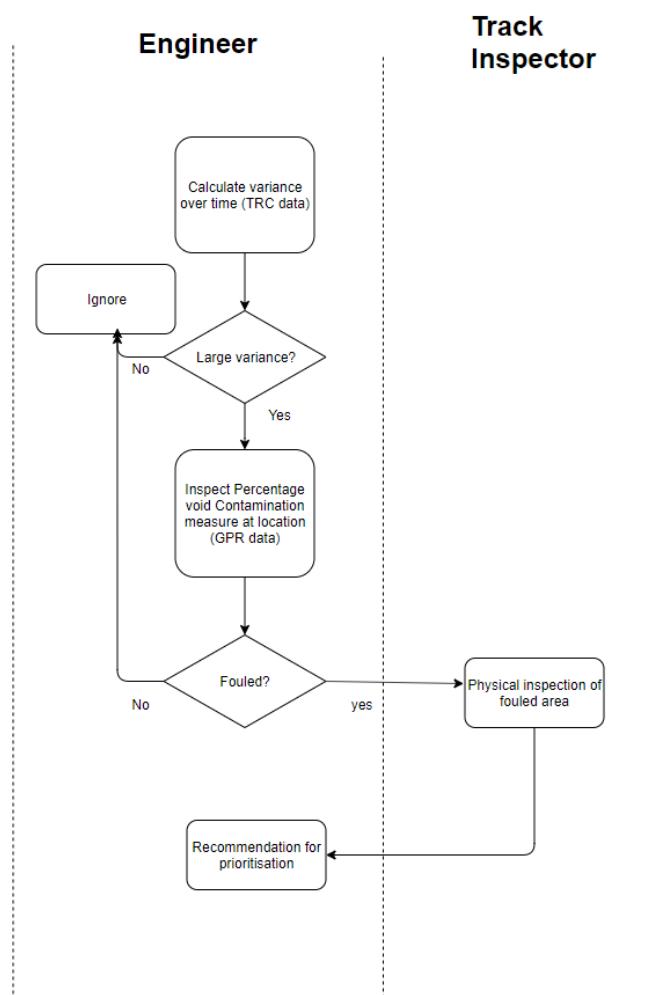 Engineer
Track
Inspector
Calculate variance
over time (TRC data)
Ignore
Large variance?
No
Yes
Inspect Percentage
void Contamination
measure at location
(GPR data)
Fouled?
No
yes
Physical inspection of
fouled area
Recommendation for
prioritisation